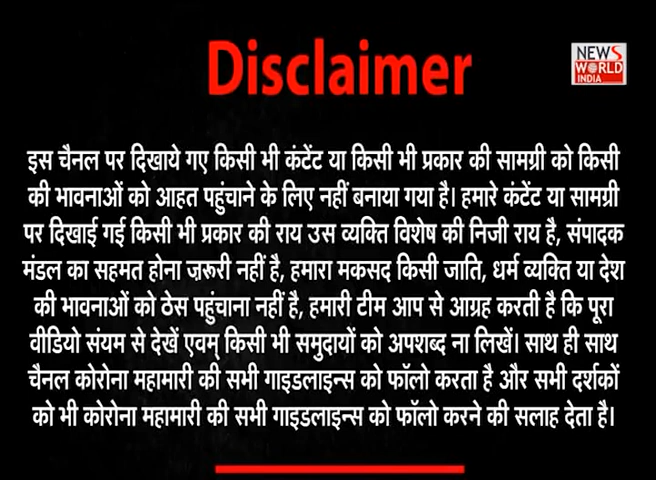 Disclaimer
NEWS
WORLD
INDIA
इस चैनल पर दिखाये गए किसी भी कंटेंट या किसी भी प्रकार की सामग्री को किसी
की भावनाओं को आहत पहुंचाने के लिए नहीं बनाया गया है। हमारे कंटेंट या सामग्री
पर दिखाई गई किसी भी प्रकार की राय उस व्यक्ति विशेष की निजी राय है, संपादक
मंडल का सहमत होना ज़रूरी नहीं है, हमारा मकसद किसी जाति, धर्म व्यक्ति या देश
की भावनाओं को ठेस पहुंचाना नहीं है, हमारी टीम आप से आग्रह करती है कि पूरा
वीडियो संयम से देखें एवम् किसी भी समुदायों को अपशब्द ना लिखें। साथ ही साथ
चैनल कोरोना महामारी की सभी गाइडलाइन्स को फॉलो करता है और सभी दर्शकों
को भी कोरोना महामारी की सभी गाइडलाइन्स को फॉलो करने की सलाह देता है।